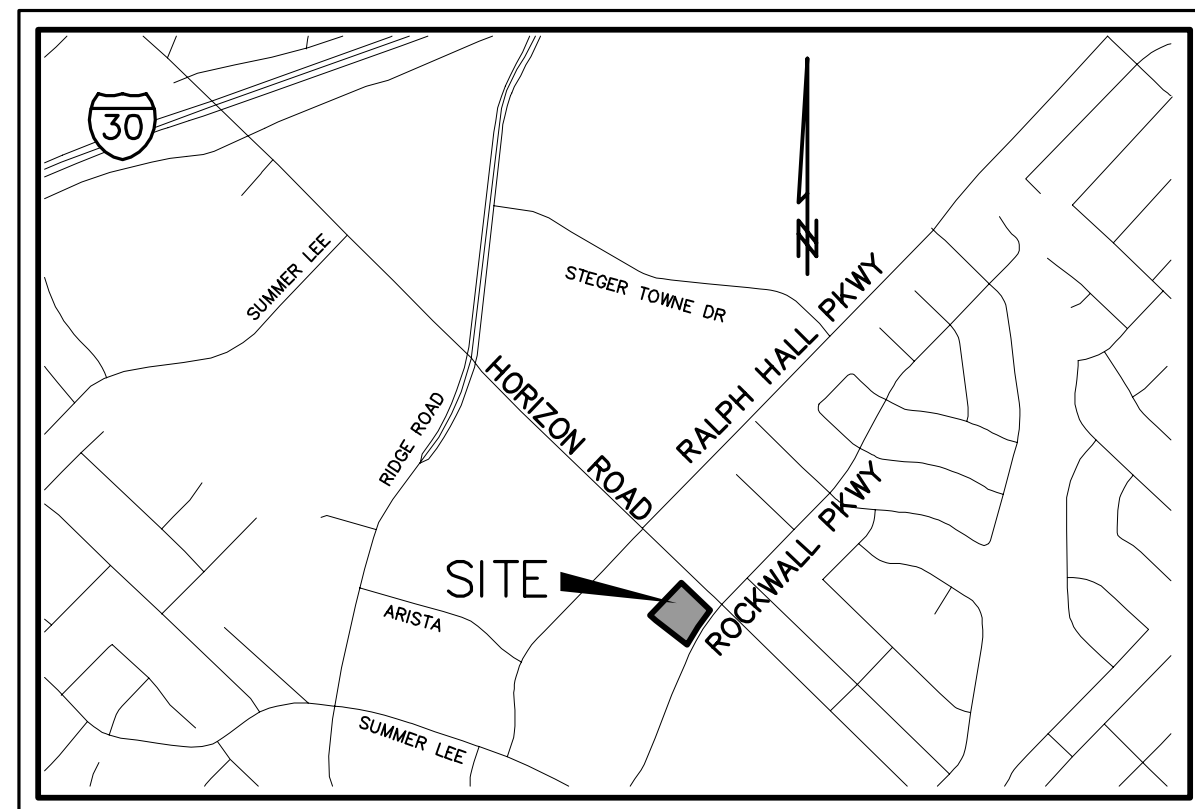 30
SUMMER LEE
STEGER TOWNE DR
N
RALPH HALL PKWY
HORIZON ROAD
RIDGE ROAD
ROCKWALL PKWY
SITE
ARISTA
SUMMER LEE